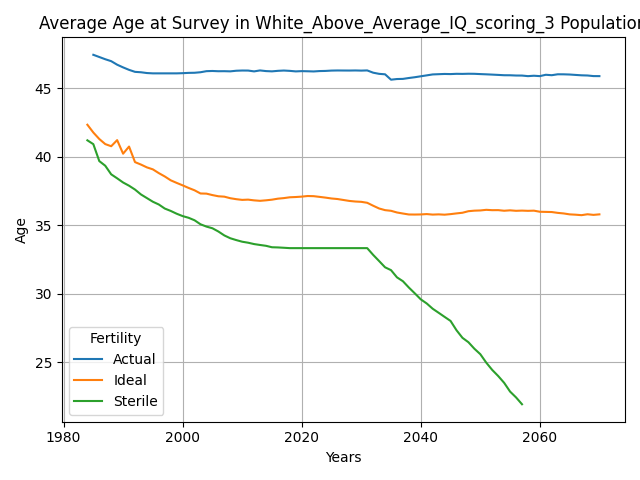 Average Age at Survey in White_Above_Average_IQ_scoring_3 Population
Age
45
40
35
30
25
Fertility
Actual
Ideal
Sterile
1980
2000
2020
2040
2060
Years